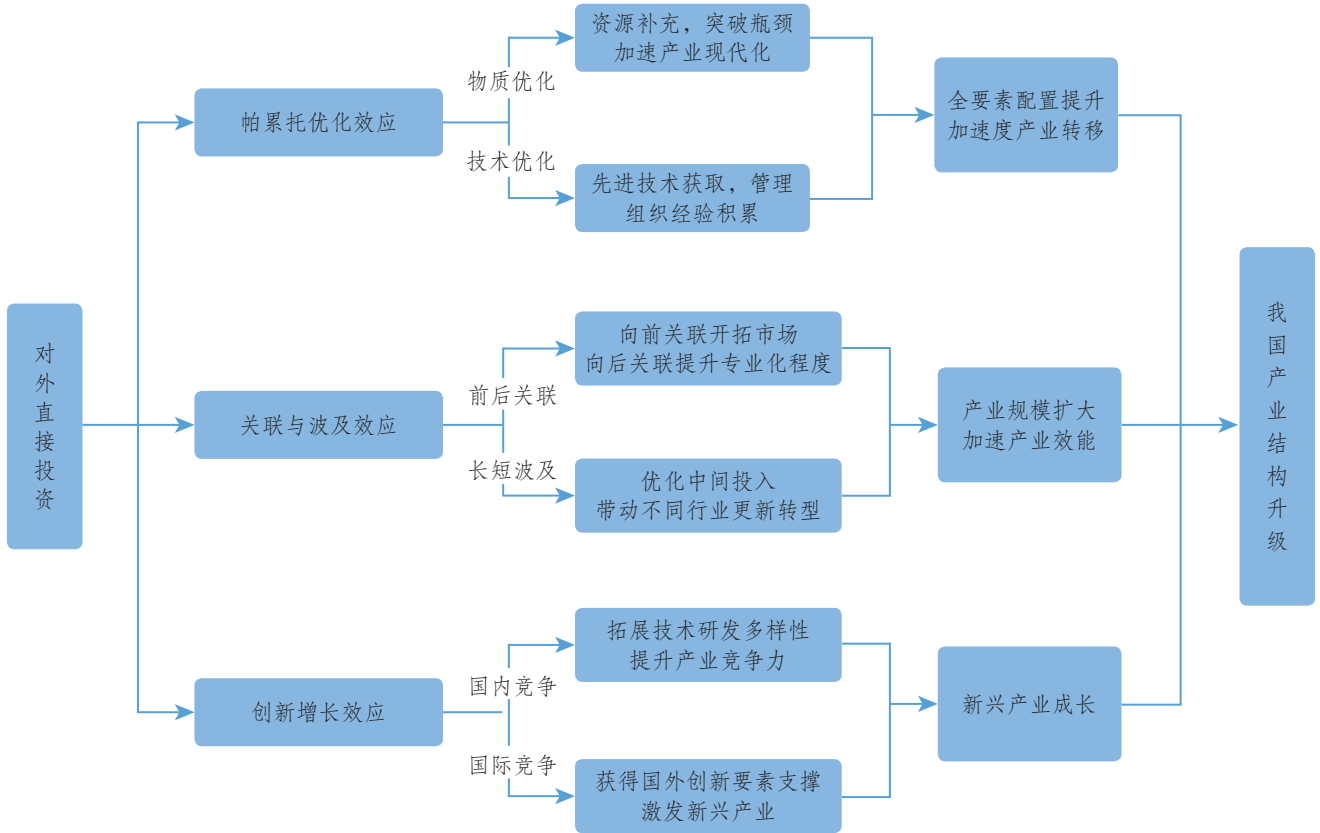 对外直接投资
帕累托优化效应
物质优化
技术优化
资源补充，突破瓶颈
加速产业现代化
先进技术获取，管理
组织经验积累
全要素配置提升
加速度产业转移
关联与波及效应
前后关联
长短波及
向前关联开拓市场
向后关联提升专业化程度
优化中间投入
带动不同行业更新转型
产业规模扩大
加速产业效能
创新增长效应
国内竞争
国际竞争
拓展技术研发多样性
提升产业竞争力
获得国外创新要素支撑
激发新兴产业
新兴产业成长
我国产业结构升级